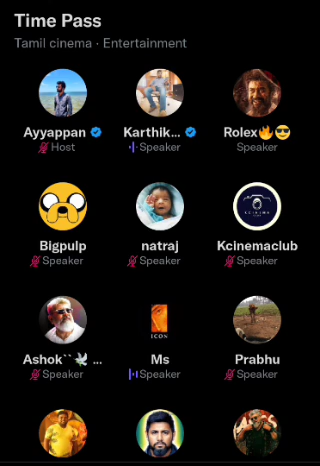 Time Pass
Tamil cinema · Entertainment
Ayyappan Karthik... Rolex🔥😎
Host Speaker Speaker
Bigpulp natraj Kcinemaclub
Speaker Speaker Speaker
ICON
Ashok``🕊️ ... Ms Prabhu
Speaker Speaker Speaker